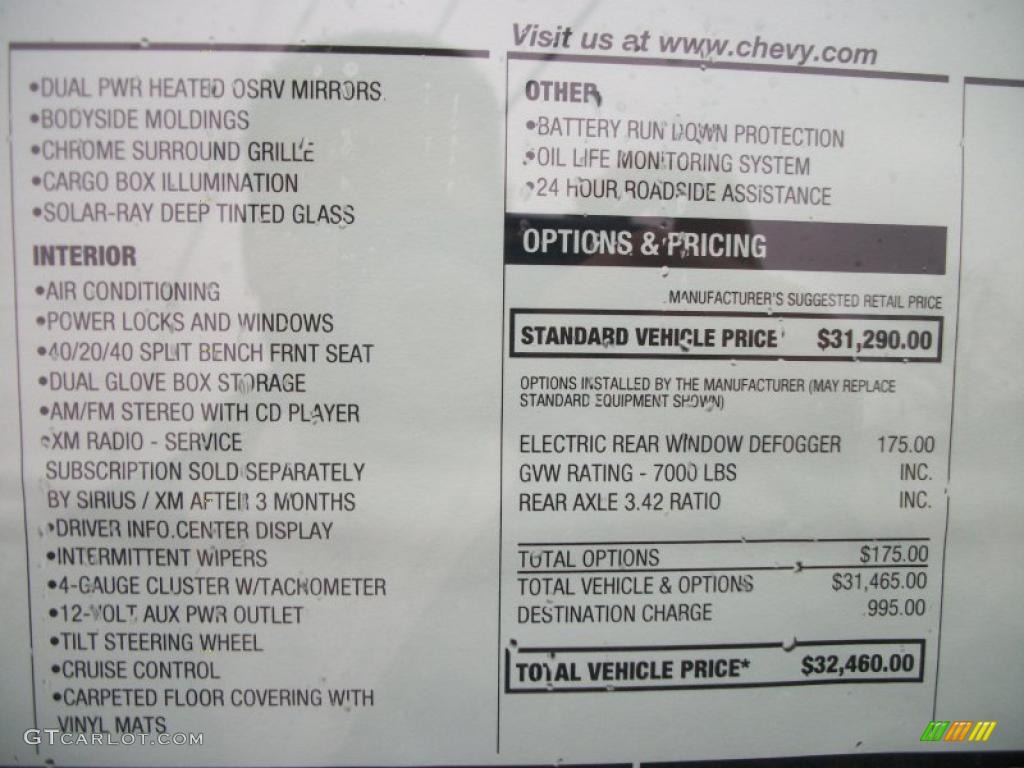 Visit us at www.chevy.com
•DUAL PWR HEATED OSRV MIRRORS
•BODYSIDE MOLDINGS
•CHROME SURROUND GRILLE
•CARGO BOX ILLUMINATION
•SOLAR-RAY DEEP TINTED GLASS
INTERIOR
•AIR CONDITIONING
•POWER LOCKS AND WINDOWS
•40/20/40 SPLIT BENCH FRNT SEAT
•DUAL GLOVE BOX STORAGE
•AM/FM STEREO WITH CD PLAYER
•XM RADIO - SERVICE
SUBSCRIPTION SOLD SEPARATELY
BY SIRIUS / XM AFTER 3 MONTHS
•DRIVER INFO.CENTER DISPLAY
•INTERMITTENT WIPERS
•4-GAUGE CLUSTER W/TACHOMETER
•12-VOLT AUX PWR OUTLET
•TILT STEERING WHEEL
•CRUISE CONTROL
•CARPETED FLOOR COVERING WITH
VINYL MATS
OTHER
•BATTERY RUN DOWN PROTECTION
•OIL LIFE MONITORING SYSTEM
•24 HOUR ROADSIDE ASSISTANCE
OPTIONS & PRICING
MANUFACTURER'S SUGGESTED RETAIL PRICE
STANDARD VEHICLE PRICE $31,290.00
OPTIONS INSTALLED BY THE MANUFACTURER (MAY REPLACE
STANDARD EQUIPMENT SHOWN)
ELECTRIC REAR WINDOW DEFOGGER 175.00
GVW RATING - 7000 LBS INC.
REAR AXLE 3.42 RATIO INC.
TOTAL OPTIONS $175.00
TOTAL VEHICLE & OPTIONS $31,465.00
DESTINATION CHARGE 995.00
TOTAL VEHICLE PRICE* $32,460.00
GTCARLOT.COM